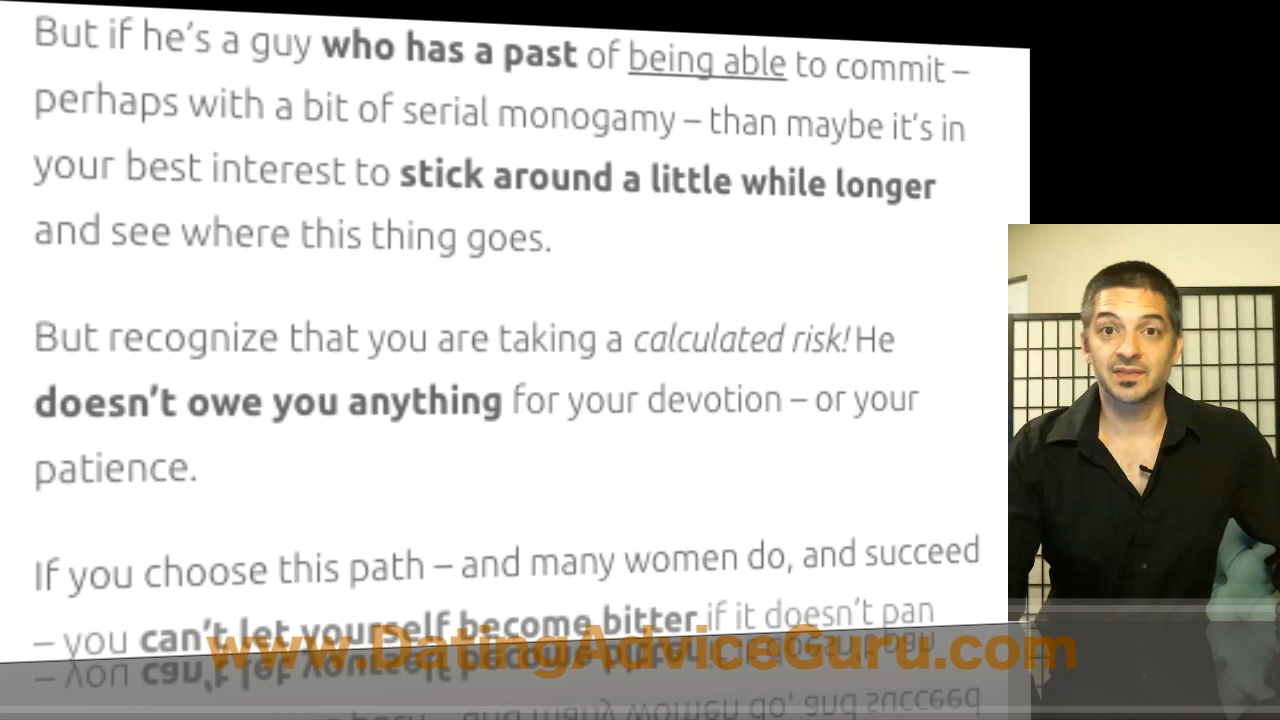 But if he's a guy who has a past of being able to commit –
perhaps with a bit of serial monogamy – than maybe it's in
your best interest to stick around a little while longer
and see where this thing goes.
But recognize that you are taking a calculated risk! He
doesn't owe you anything for your devotion – or your
patience.
If you choose this path – and many women do, and succeed
– you can't let yourself become bitter if it doesn't pan
www.DatingAdviceGuru.com